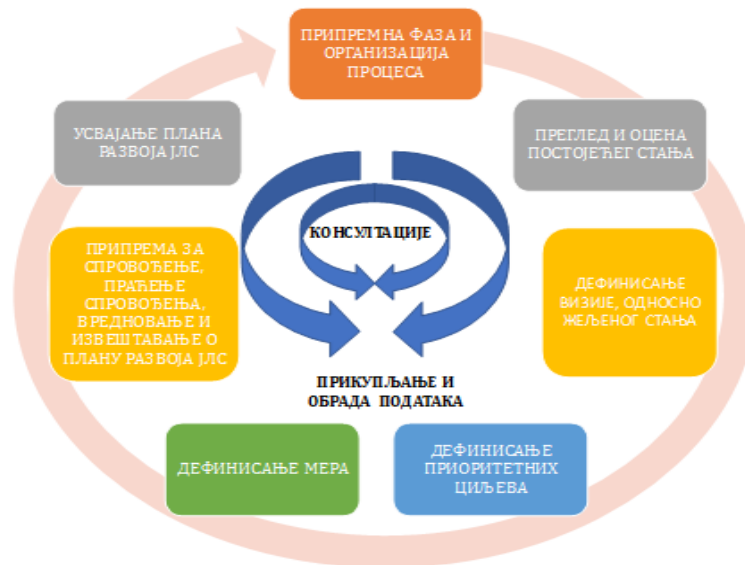 ПРИПРЕМНА ФАЗА И
ОРГАНИЗАЦИЈА
ПРОЦЕСА
ПРЕГЛЕД И ОЦЕНА
ПОСТОЈЕЋЕГ СТАЊА
ДЕФИНИСАЊЕ
ВИЗИЈЕ, ОДНОСНО
ЖЕЉЕНОГ СТАЊА
ДЕФИНИСАЊЕ
ПРИОРИТЕТНИХ
ЦИЉЕВА
ДЕФИНИСАЊЕ МЕРА
ПРИПРЕМА ЗА
СПРОВОЂЕЊЕ,
ПРАЋЕЊЕ
СПРОВОЂЕЊА,
ВРЕДНОВАЊЕ И
ИЗВЕШТАВАЊЕ О
ПЛАНУ РАЗВОЈА ЈЛС
УСВАЈАЊЕ ПЛАНА
РАЗВОЈА ЈЛС
КОНСУЛТАЦИЈЕ
ПРИКУПЉАЊЕ И
ОБРАДА ПОДАТАКА